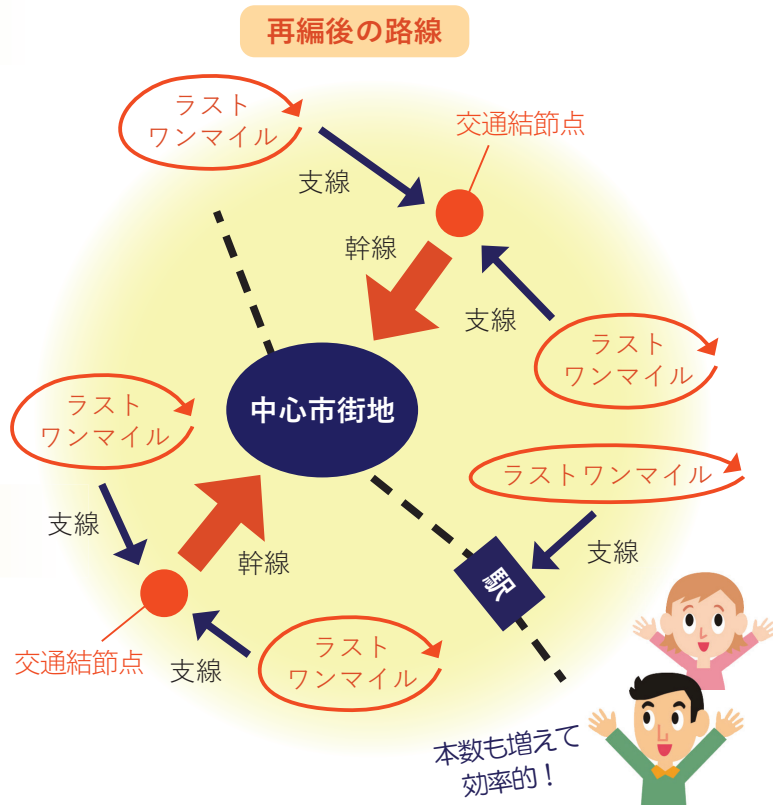 再編後の路線
ラスト
ワンマイル
交通結節点
支線
幹線
支線
ラスト
ワンマイル
ラスト
ワンマイル
中心市街地
ラストワンマイル
支線
幹線
支線
駅
交通結節点
支線
ラスト
ワンマイル
本数も増えて
効率的！